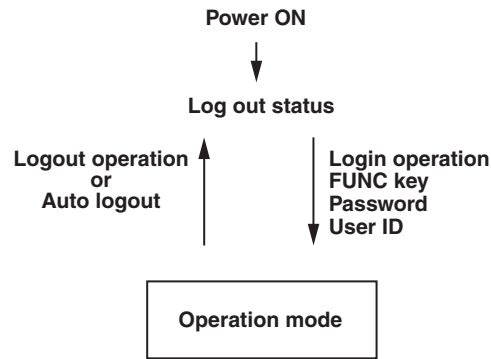 Power ON
Log out status
Logout operation
or
Auto logout
Login operation
FUNC key
Password
User ID
Operation mode